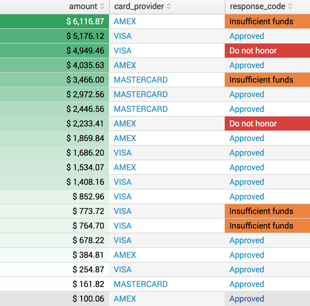 amount card_provider response_code
$ 6,116.87 AMEX Insufficient funds
$ 5,176.12 VISA Approved
$ 4,949.46 VISA Do not honor
$ 4,035.63 AMEX Approved
$ 3,466.00 MASTERCARD Insufficient funds
$ 2,972.56 MASTERCARD Approved
$ 2,446.56 MASTERCARD Approved
$ 2,233.41 AMEX Do not honor
$ 1,869.84 AMEX Approved
$ 1,686.20 VISA Approved
$ 1,534.07 AMEX Approved
$ 1,408.16 VISA Approved
$ 852.96 VISA Approved
$ 773.72 VISA Insufficient funds
$ 764.70 VISA Insufficient funds
$ 678.22 VISA Approved
$ 384.81 AMEX Approved
$ 254.87 VISA Approved
$ 161.82 MASTERCARD Approved
$ 100.06 AMEX Approved